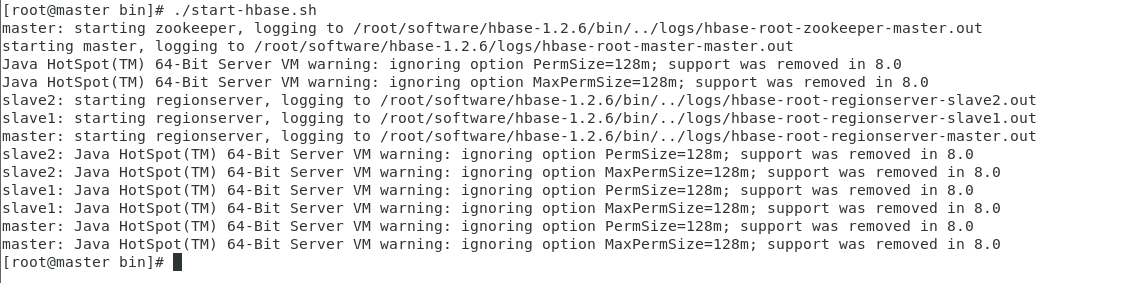 [root@master bin]# ./start-hbase.sh
master: starting zookeeper, logging to /root/software/hbase-1.2.6/bin/../logs/hbase-root-zookeeper-master.out
starting master, logging to /root/software/hbase-1.2.6/logs/hbase-root-master-master.out
Java HotSpot(TM) 64-Bit Server VM warning: ignoring option PermSize=128m; support was removed in 8.0
Java HotSpot(TM) 64-Bit Server VM warning: ignoring option MaxPermSize=128m; support was removed in 8.0
slave2: starting regionserver, logging to /root/software/hbase-1.2.6/bin/../logs/hbase-root-regionserver-slave2.out
slave1: starting regionserver, logging to /root/software/hbase-1.2.6/bin/../logs/hbase-root-regionserver-slave1.out
master: starting regionserver, logging to /root/software/hbase-1.2.6/bin/../logs/hbase-root-regionserver-master.out
slave2: Java HotSpot(TM) 64-Bit Server VM warning: ignoring option PermSize=128m; support was removed in 8.0
slave2: Java HotSpot(TM) 64-Bit Server VM warning: ignoring option MaxPermSize=128m; support was removed in 8.0
slave1: Java HotSpot(TM) 64-Bit Server VM warning: ignoring option PermSize=128m; support was removed in 8.0
slave1: Java HotSpot(TM) 64-Bit Server VM warning: ignoring option MaxPermSize=128m; support was removed in 8.0
master: Java HotSpot(TM) 64-Bit Server VM warning: ignoring option PermSize=128m; support was removed in 8.0
master: Java HotSpot(TM) 64-Bit Server VM warning: ignoring option MaxPermSize=128m; support was removed in 8.0
[root@master bin]#